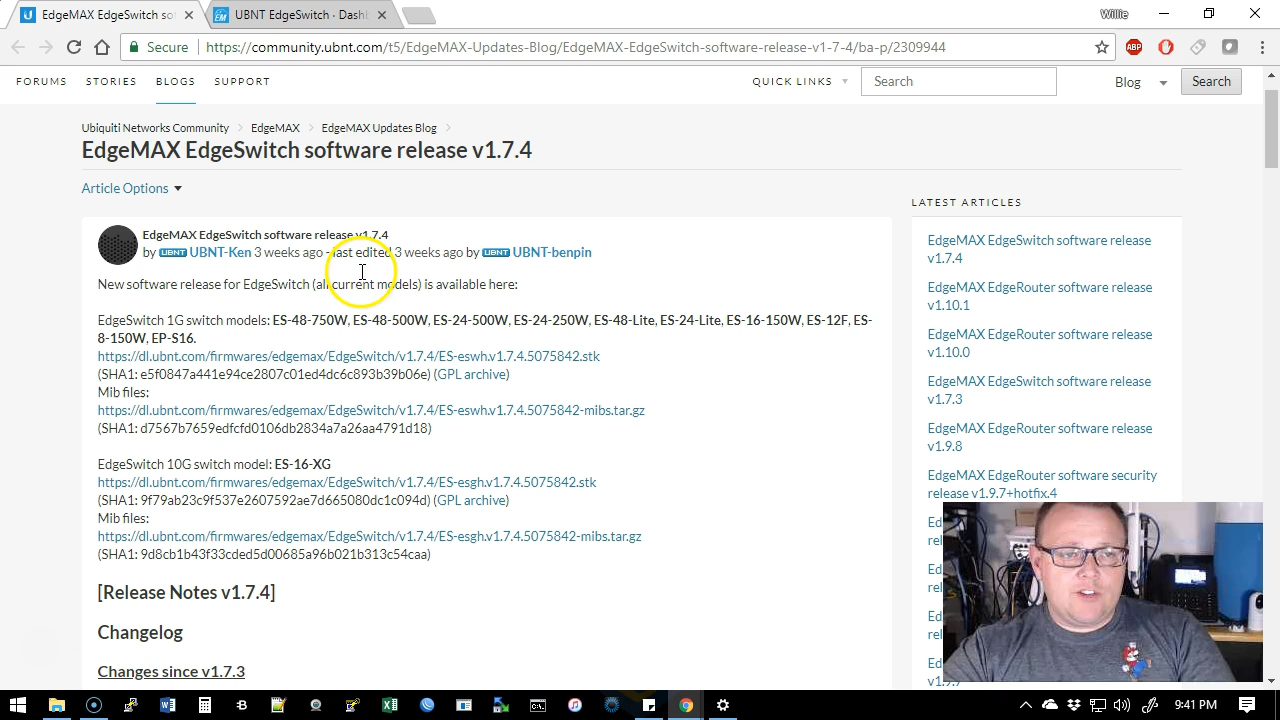 EdgeMAX EdgeSwitch so
UBNT EdgeSwitch - Dash
Willie
Secure
https://community.ubnt.com/t5/EdgeMAX-Updates-Blog/EdgeMAX-EdgeSwitch-software-release-v1-7-4/ba-p/2309944
ABP
FORUMS STORIES BLOGS SUPPORT
QUICK LINKS
Search
Blog
Search
Ubiquiti Networks Community > EdgeMAX > EdgeMAX Updates Blog >
EdgeMAX EdgeSwitch software release v1.7.4
Article Options
EdgeMAX EdgeSwitch software release v1.7.4
by UBNT UBNT-Ken 3 weeks ago - last edited 3 weeks ago by UBNT UBNT-benpin
New software release for EdgeSwitch (all current models) is available here:
EdgeSwitch 1G switch models: ES-48-750W, ES-48-500W, ES-24-500W, ES-24-250W, ES-48-Lite, ES-24-Lite, ES-16-150W, ES-12F, ES-
8-150W, EP-S16.
https://dl.ubnt.com/firmwares/edgemax/EdgeSwitch/v1.7.4/ES-eswh.v1.7.4.5075842.stk
(SHA1: e5f0847a441e94ce2807c01ed4dc6c893b39b06e) (GPL archive)
Mib files:
https://dl.ubnt.com/firmwares/edgemax/EdgeSwitch/v1.7.4/ES-eswh.v1.7.4.5075842-mibs.tar.gz
(SHA1: d7567b7659edfcfd0106db2834a7a26aa4791d18)
EdgeSwitch 10G switch model: ES-16-XG
https://dl.ubnt.com/firmwares/edgemax/EdgeSwitch/v1.7.4/ES-esgh.v1.7.4.5075842.stk
(SHA1: 9f79ab23c9f537e2607592ae7d665080dc1c094d) (GPL archive)
Mib files:
https://dl.ubnt.com/firmwares/edgemax/EdgeSwitch/v1.7.4/ES-esgh.v1.7.4.5075842-mibs.tar.gz
(SHA1: 9d8cb1b43f33cded5d00685a96b021b313c54caa)
[Release Notes v1.7.4]
Changelog
Changes since v1.7.3
LATEST ARTICLES
EdgeMAX EdgeSwitch software release
v1.7.4
EdgeMAX EdgeRouter software release
v1.10.1
EdgeMAX EdgeRouter software release
v1.10.0
EdgeMAX EdgeSwitch software release
v1.7.3
EdgeMAX EdgeRouter software release
v1.9.8
EdgeMAX EdgeRouter software security
release v1.9.7+hotfix.4
Ed
rel
Ed
rel
Ed
rel
Ed
v1.9.7
9:41 PM